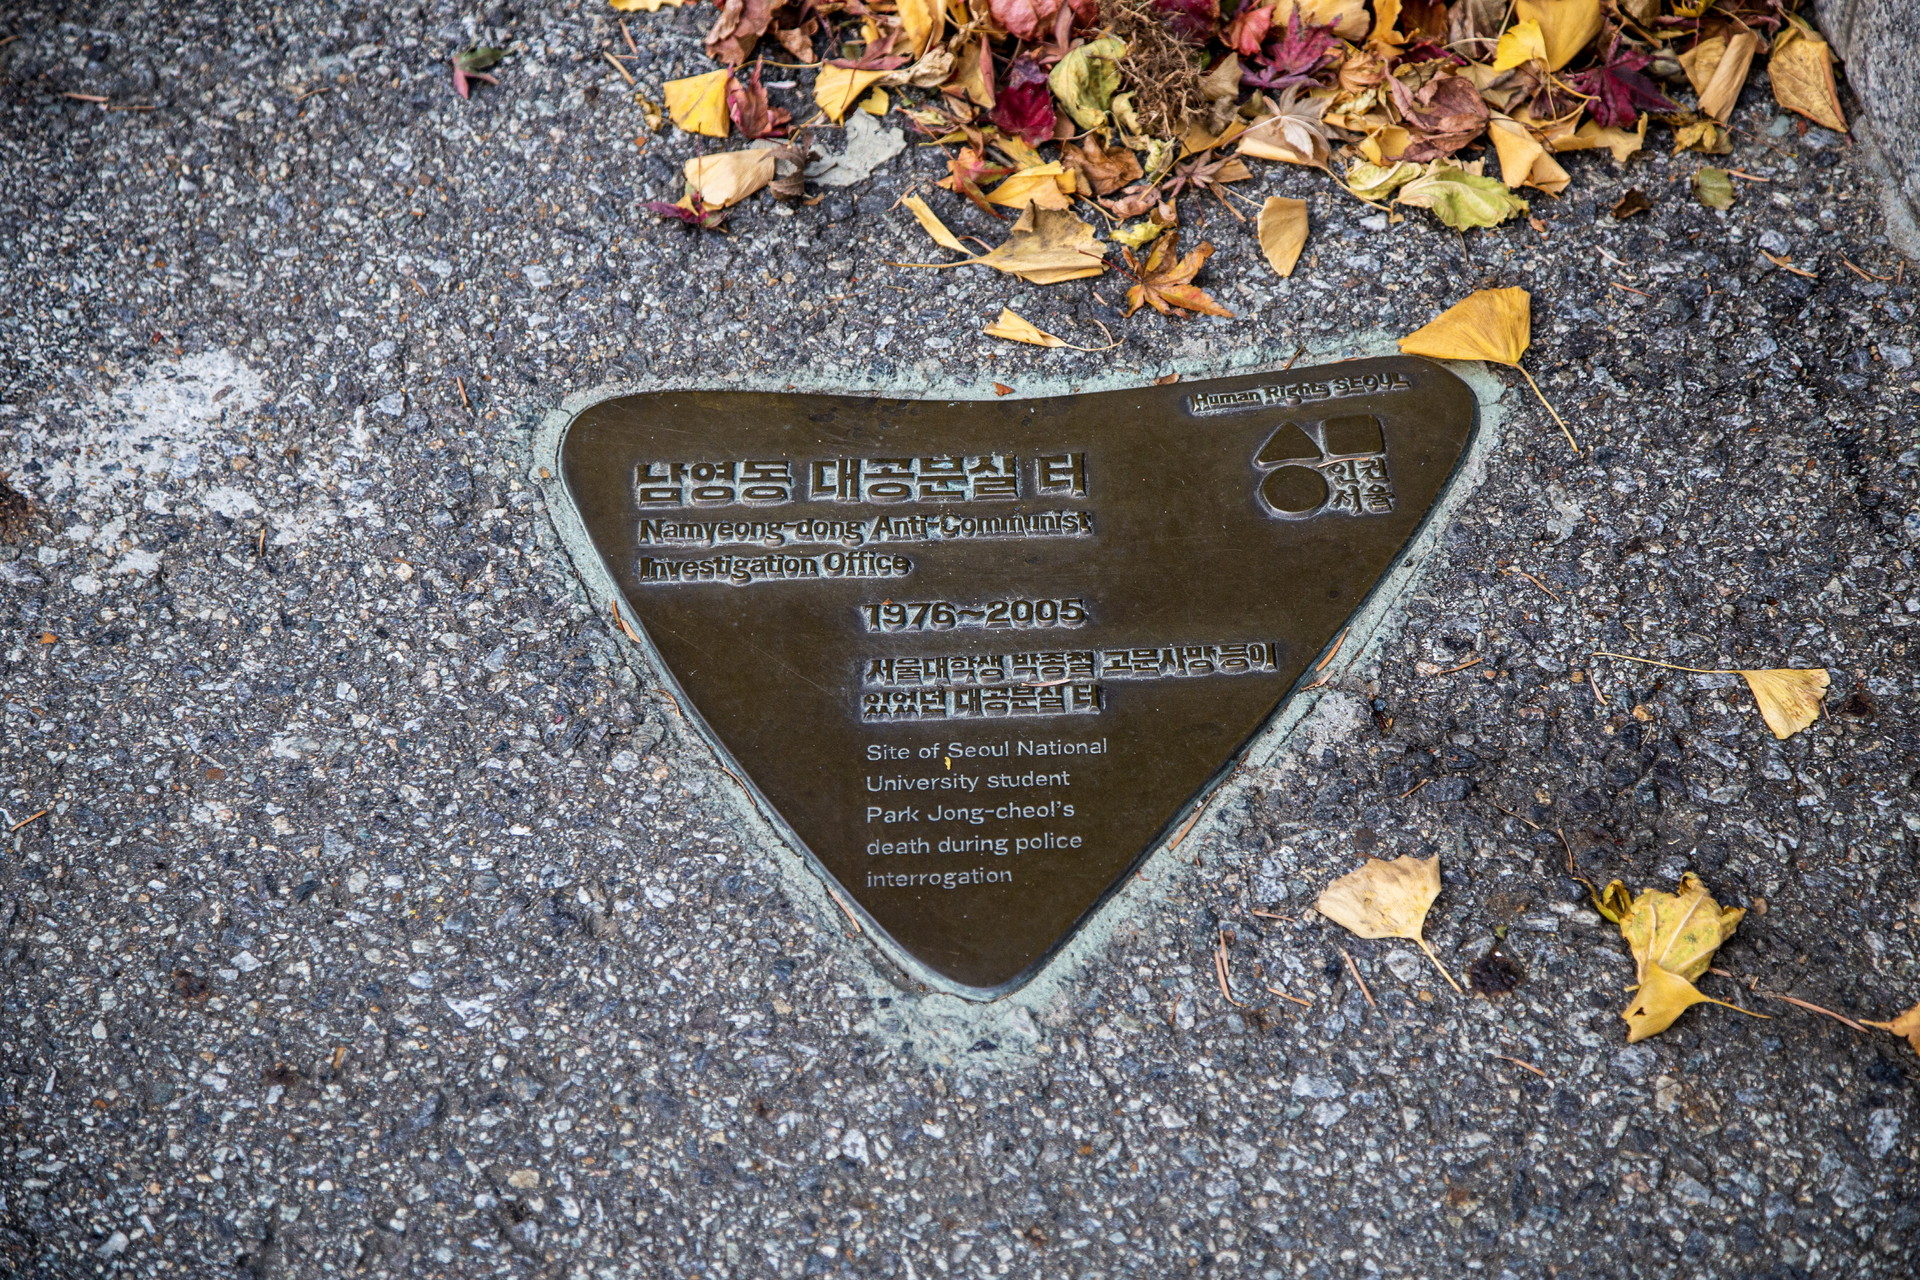 Human Rights SEOUL
인권
서울
남영동 대공분실 터
Namyeong-dong Anti-Communist
Investigation Office
1976~2005
서울대학생 박종철 고문사망 등이
있었던 대공분실 터
Site of Seoul National
University student
Park Jong-cheol's
death during police
interrogation